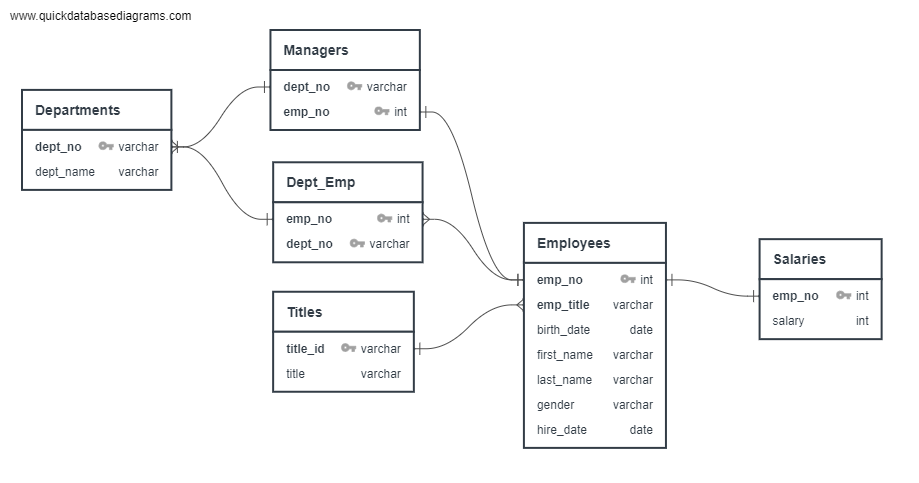 www.quickdatabasediagrams.com
Managers
dept_no varchar
emp_no int
Departments
dept_no varchar
dept_name varchar
Dept_Emp
emp_no int
dept_no varchar
Titles
title_id varchar
title varchar
Employees
emp_no int
emp_title varchar
birth_date date
first_name varchar
last_name varchar
gender varchar
hire_date date
Salaries
emp_no int
salary int